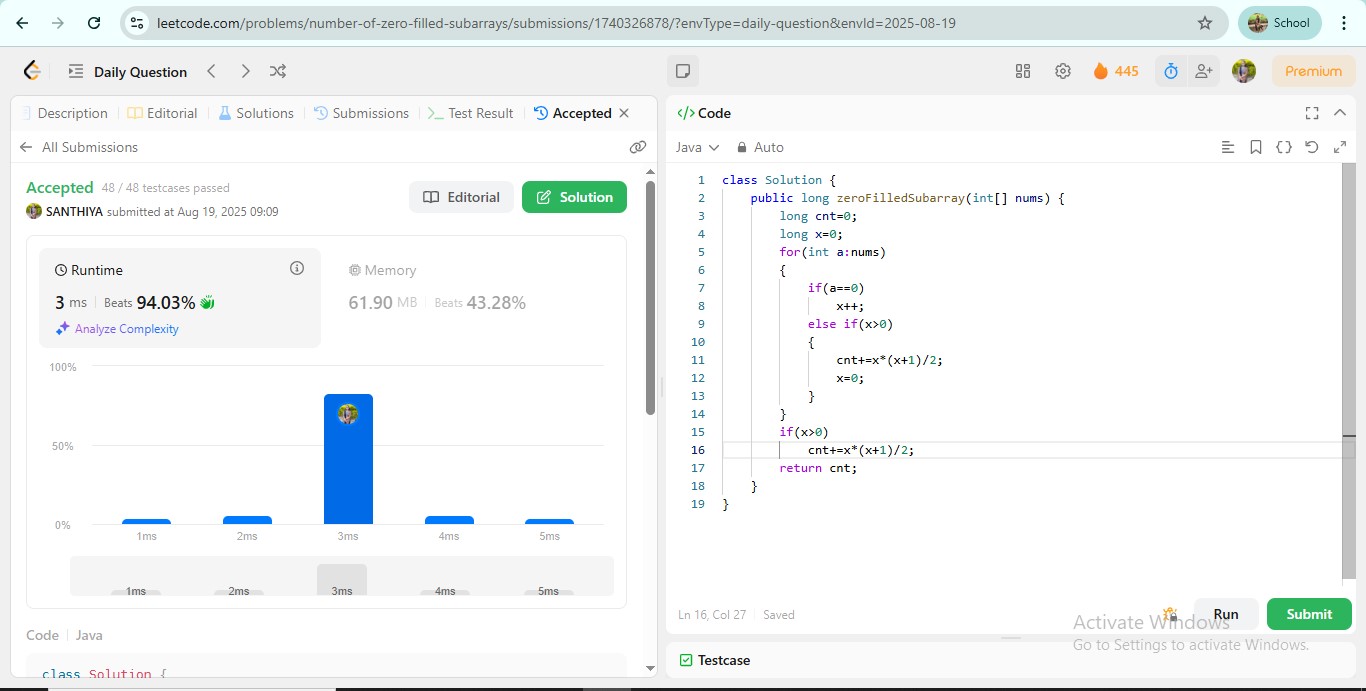 leetcode.com/problems/number-of-zero-filled-subarrays/submissions/1740326878/?envType=daily-question&envId=2025-08-19
School
Daily Question
445
Premium
Description
Editorial
Solutions
Submissions
Test Result
Accepted
All Submissions
Accepted 48 / 48 testcases passed
SANTHIYA submitted at Aug 19, 2025 09:09
Editorial
Solution
Runtime
3 ms Beats 94.03%
Analyze Complexity
Memory
61.90 MB Beats 43.28%
100%
50%
0%
1ms 2ms 3ms 4ms 5ms
1ms 2ms 3ms 4ms 5ms
Code Java
class Solution {
</> Code
Java Auto
1 class Solution {
2 public long zeroFilledSubarray(int[] nums) {
3 long cnt=0;
4 long x=0;
5 for(int a:nums)
6 {
7 if(a==0)
8 x++;
9 else if(x>0)
10 {
11 cnt+=x*(x+1)/2;
12 x=0;
13 }
14 }
15 if(x>0)
16 cnt+=x*(x+1)/2;
17 return cnt;
18 }
19 }
Ln 16, Col 27 Saved
Run
Submit
Activate Windows
Go to Settings to activate Windows.
Testcase